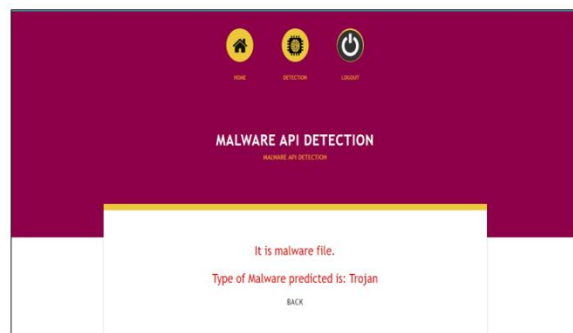 HOME DETECTION LOGOUT
MALWARE API DETECTION
MALWARE API DETECTION
It is malware file.
Type of Malware predicted is: Trojan
BACK